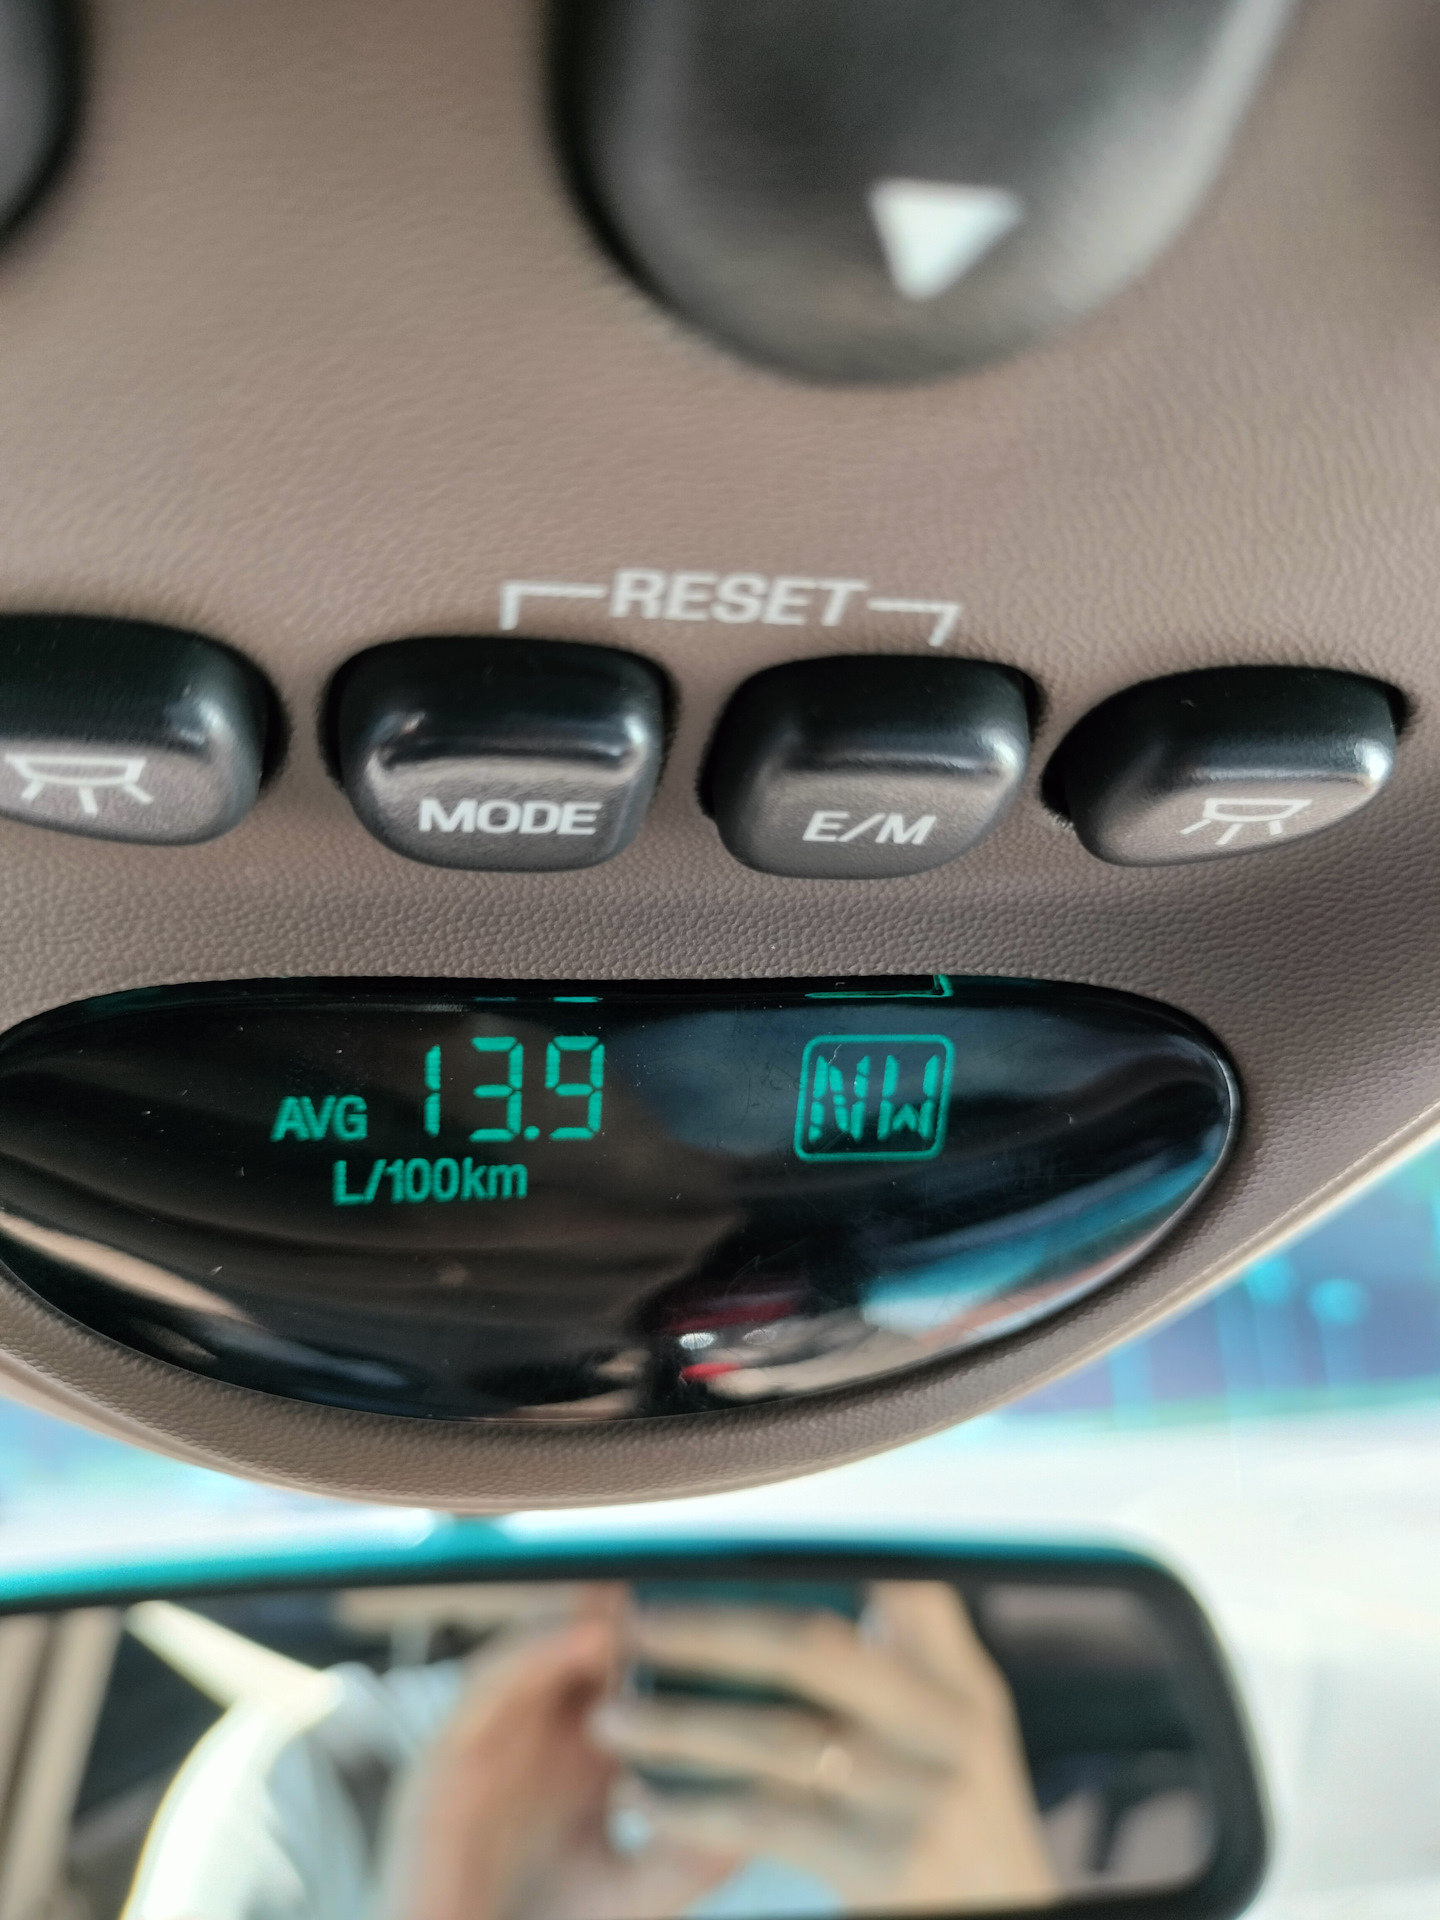 RESET
MODE
E/M
AVG 13.9
NW
L/100km